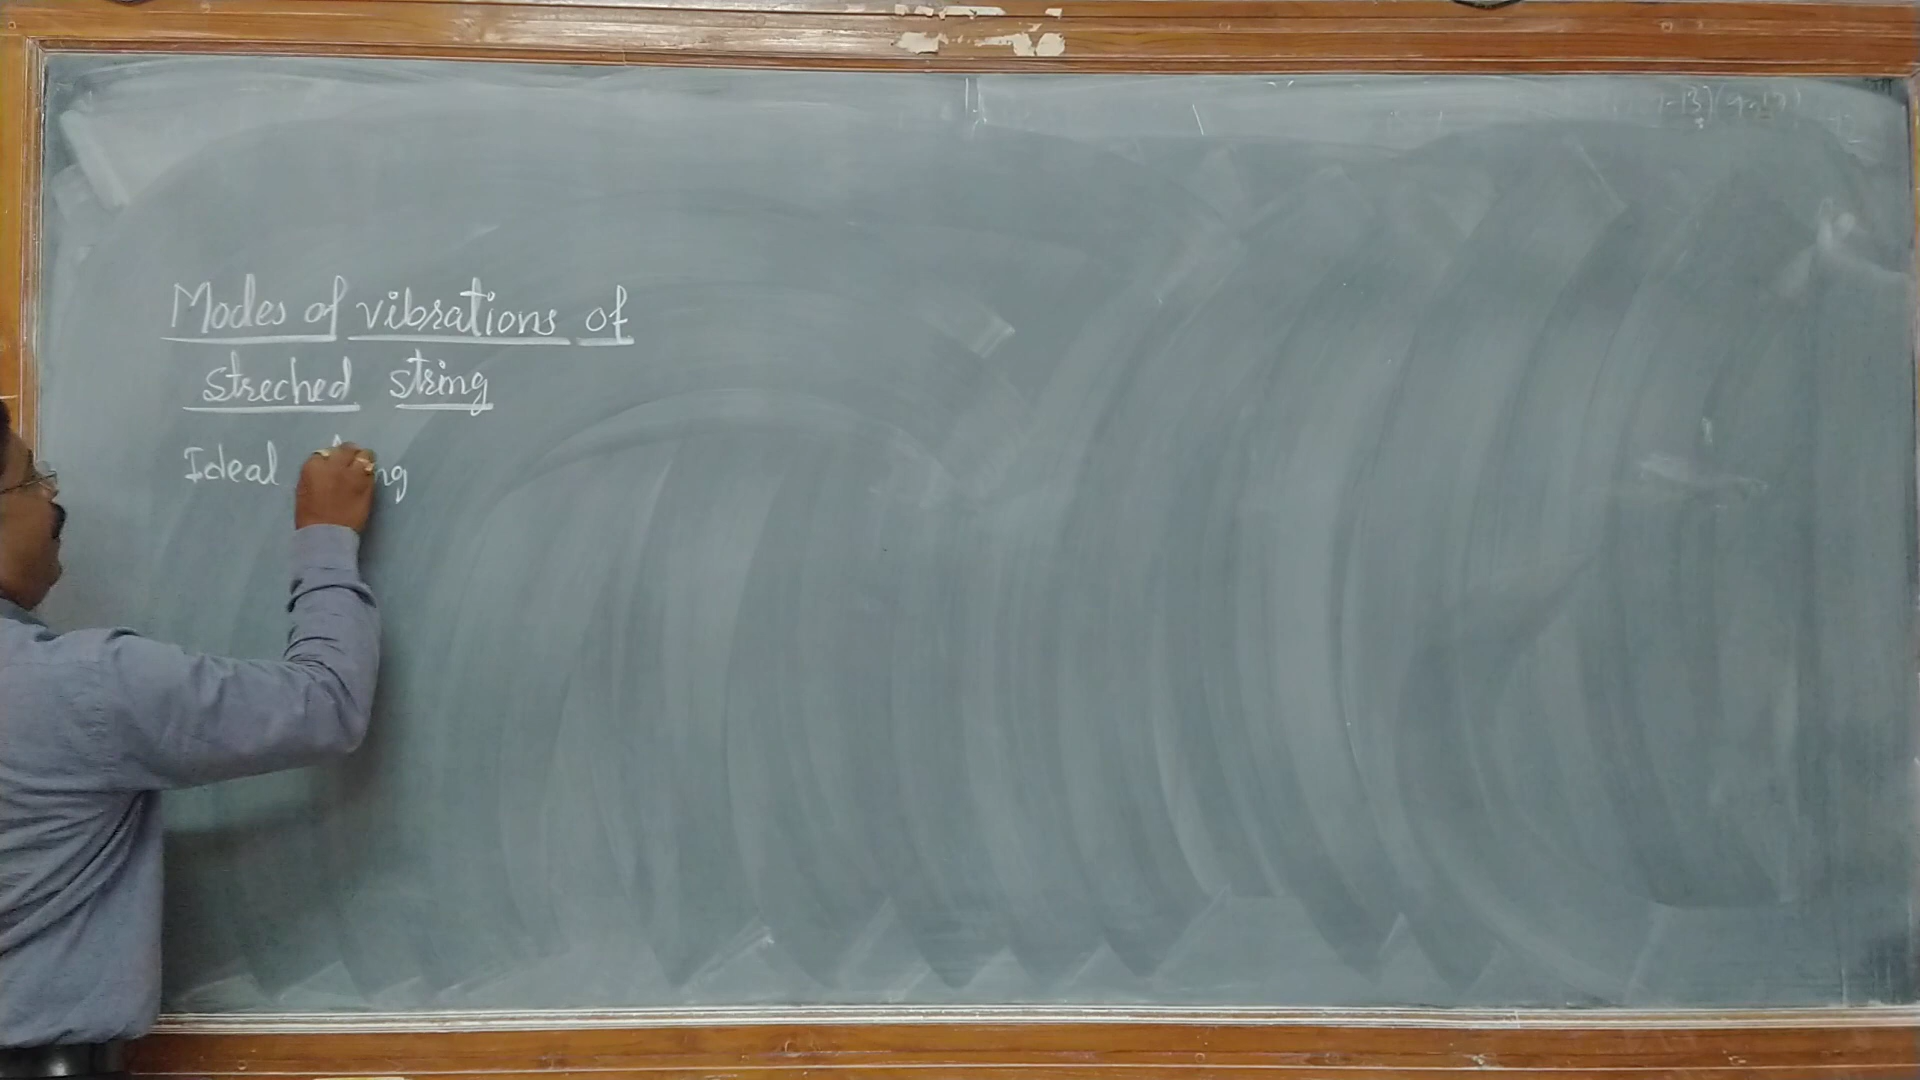 Modes of vibrations of
streched string
Ideal